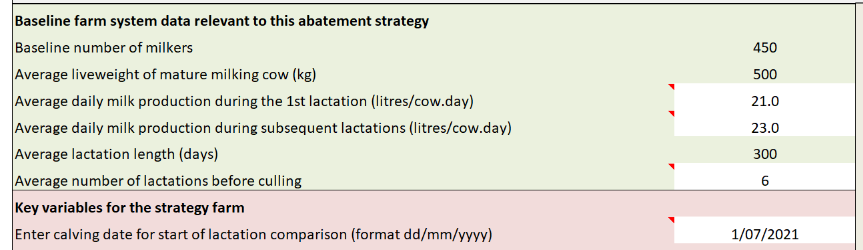 Baseline farm system data relevant to this abatement strategy
Baseline number of milkers 450
Average liveweight of mature milking cow (kg) 500
Average daily milk production during the 1st lactation (litres/cow.day) 21.0
Average daily milk production during subsequent lactations (litres/cow.day) 23.0
Average lactation length (days) 300
Average number of lactations before culling 6
Key variables for the strategy farm
Enter calving date for start of lactation comparison (format dd/mm/yyyy) 1/07/2021